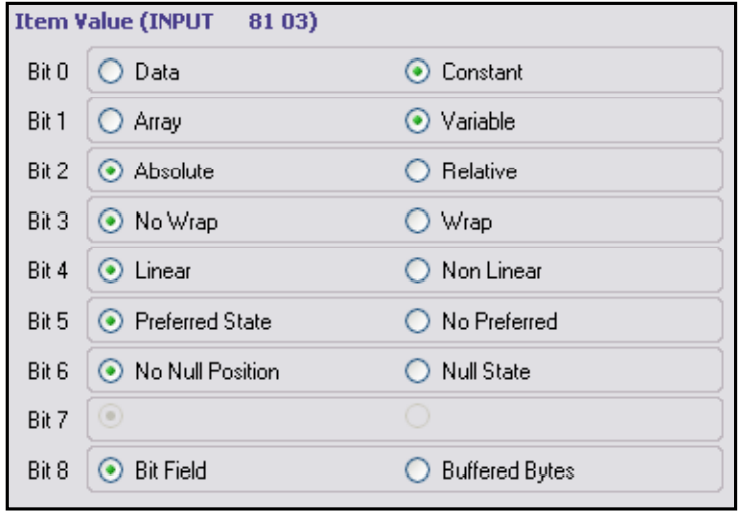 Item Value (INPUT 81 03)
Bit 0 Data Constant
Bit 1 Array Variable
Bit 2 Absolute Relative
Bit 3 No Wrap Wrap
Bit 4 Linear Non Linear
Bit 5 Preferred State No Preferred
Bit 6 No Null Position Null State
Bit 7
Bit 8 Bit Field Buffered Bytes